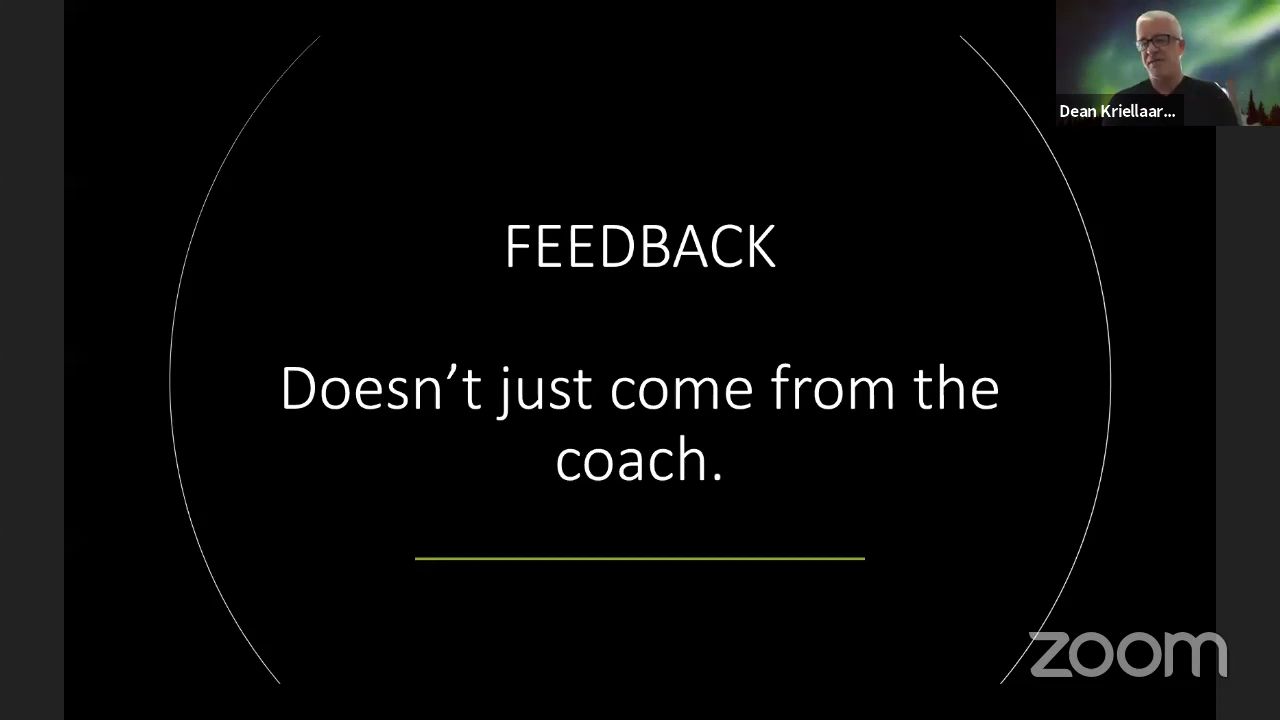 Dean Kriellaar...
FEEDBACK
Doesn’t just come from the
coach.
zoom